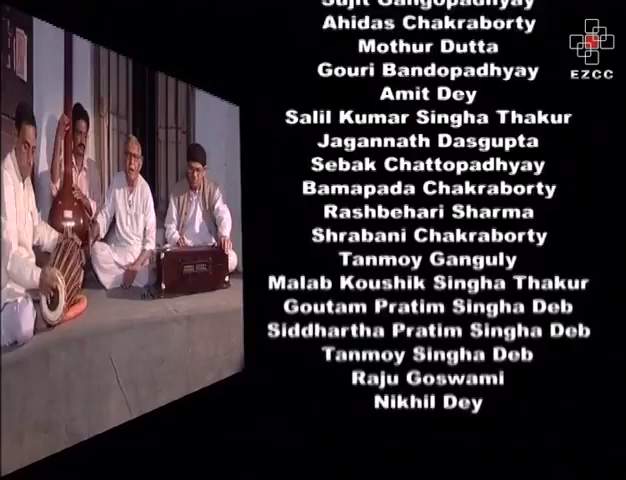 Sujit Gangopadhyay
Ahidas Chakraborty
Mothur Dutta
Gouri Bandopadhyay
Amit Dey
Salil Kumar Singha Thakur
Jagannath Dasgupta
Sebak Chattopadhyay
Bamapada Chakraborty
Rashbehari Sharma
Shrabani Chakraborty
Tanmoy Ganguly
Malab Koushik Singha Thakur
Goutam Pratim Singha Deb
Siddhartha Pratim Singha Deb
Tanmoy Singha Deb
Raju Goswami
Nikhil Dey
EZCC